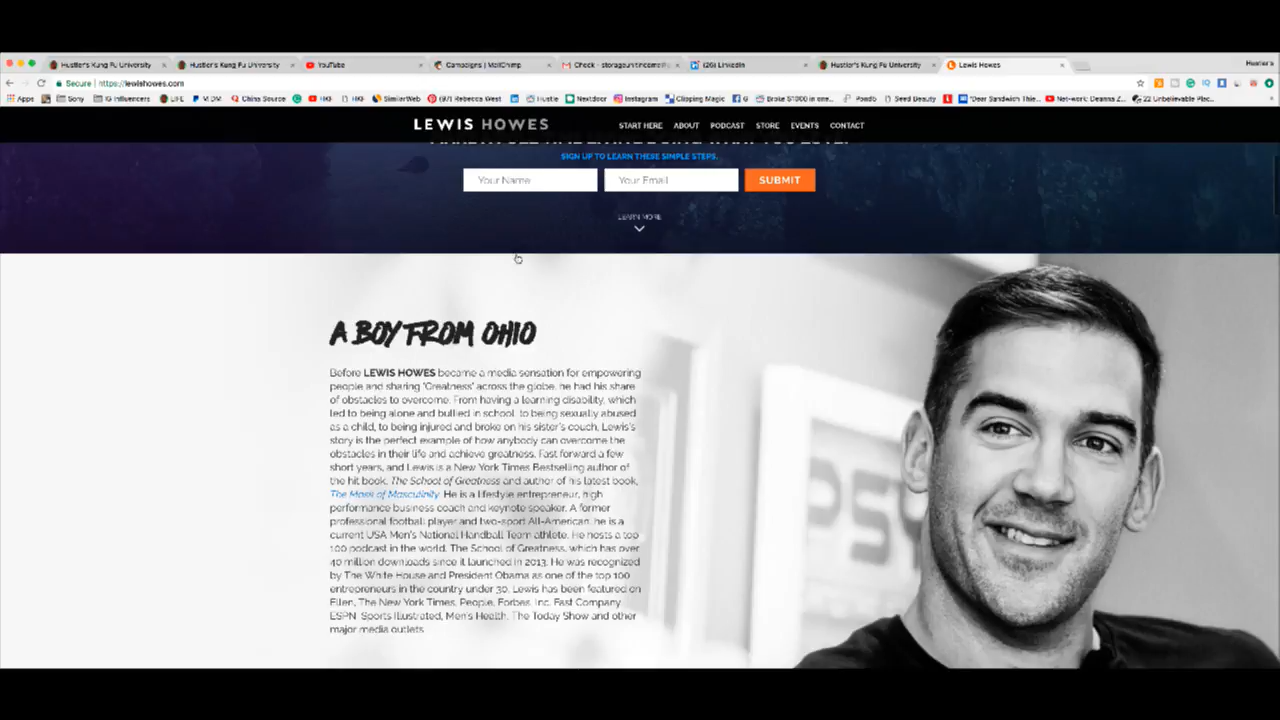 Hustler's Kung Fu University
Hustler's Kung Fu University
YouTube
Campaigns | MailChimp
Check - storageunitincome@
(26) LinkedIn
Hustler's Kung Fu University
Lewis Howes
Hustler's
Secure
https://lewishowes.com
Apps
Sony
IG Influencers
LIFE
China Source
SimilarWeb
(97) Rebecca West
Hustle
Nextdoor
Instagram
Clipping Magic
Broke $1000 in one...
Seed Beauty
"Dear Sandwich Thie...
Net-work: Deanna Z...
22 Unbelievable Plac...
LEWIS HOWES
START HERE
ABOUT
PODCAST
STORE
EVENTS
CONTACT
SIGN UP TO LEARN THESE SIMPLE STEPS.
Your Name
Your Email
SUBMIT
LEARN MORE
A BOY FROM OHIO
Before LEWIS HOWES became a media sensation for empowering
people and sharing 'Greatness' across the globe, he had his share
of obstacles to overcome. From having a learning disability, which
led to being alone and bullied in school, to being sexually abused
as a child, to being injured and broke on his sister's couch, Lewis's
story is the perfect example of how anybody can overcome the
obstacles in their life and achieve greatness. Fast forward a few
short years, and Lewis is a New York Times Bestselling author of
the hit book, The School of Greatness and author of his latest book,
The Mask of Masculinity. He is a lifestyle entrepreneur, high
performance business coach and keynote speaker. A former
professional football player and two-sport All-American, he is a
current USA Men's National Handball Team athlete. He hosts a top
100 podcast in the world, The School of Greatness, which has over
40 million downloads since it launched in 2013. He was recognized
by The White House and President Obama as one of the top 100
entrepreneurs in the country under 30. Lewis has been featured on
Ellen, The New York Times, People, Forbes, Inc, Fast Company,
ESPN, Sports Illustrated, Men's Health, The Today Show and other
major media outlets.
PSY